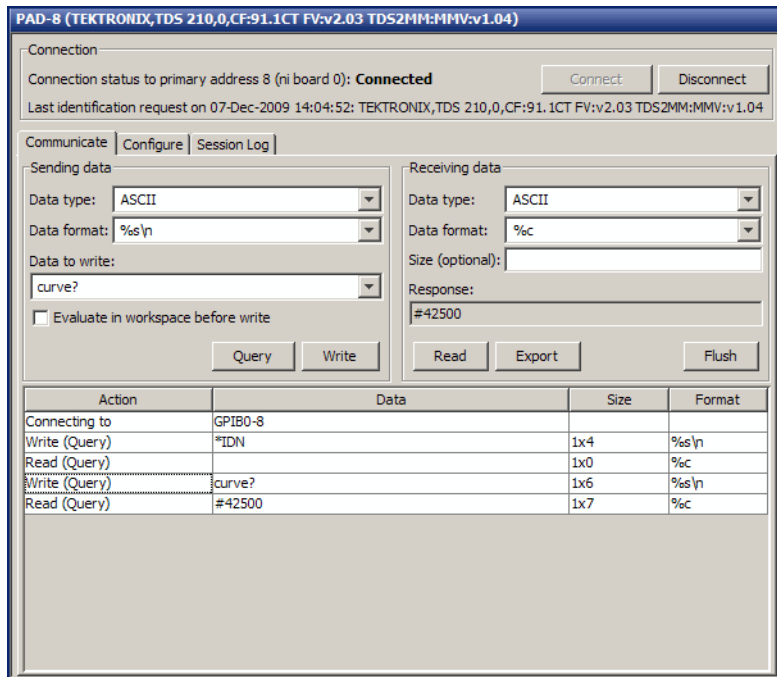 PAD-8 (TEKTRONIX,TDS 210,0,CF:91.1CT FV:v2.03 TDS2MM:MMV:v1.04)
Connection
Connection status to primary address 8 (ni board 0): Connected
Connect
Disconnect
Last identification request on 07-Dec-2009 14:04:52: TEKTRONIX,TDS 210,0,CF:91.1CT FV:v2.03 TDS2MM:MMV:v1.04
Communicate Configure Session Log
Sending data
Data type: ASCII
Data format: %s\n
Data to write:
curve?
Evaluate in workspace before write
Query Write
Receiving data
Data type: ASCII
Data format: %c
Size (optional):
Response:
#42500
Read Export Flush
Action Data Size Format
Connecting to GPIB0-8
Write (Query) *IDN 1x4 %s\n
Read (Query) 1x0 %c
Write (Query) curve? 1x6 %s\n
Read (Query) #42500 1x7 %c